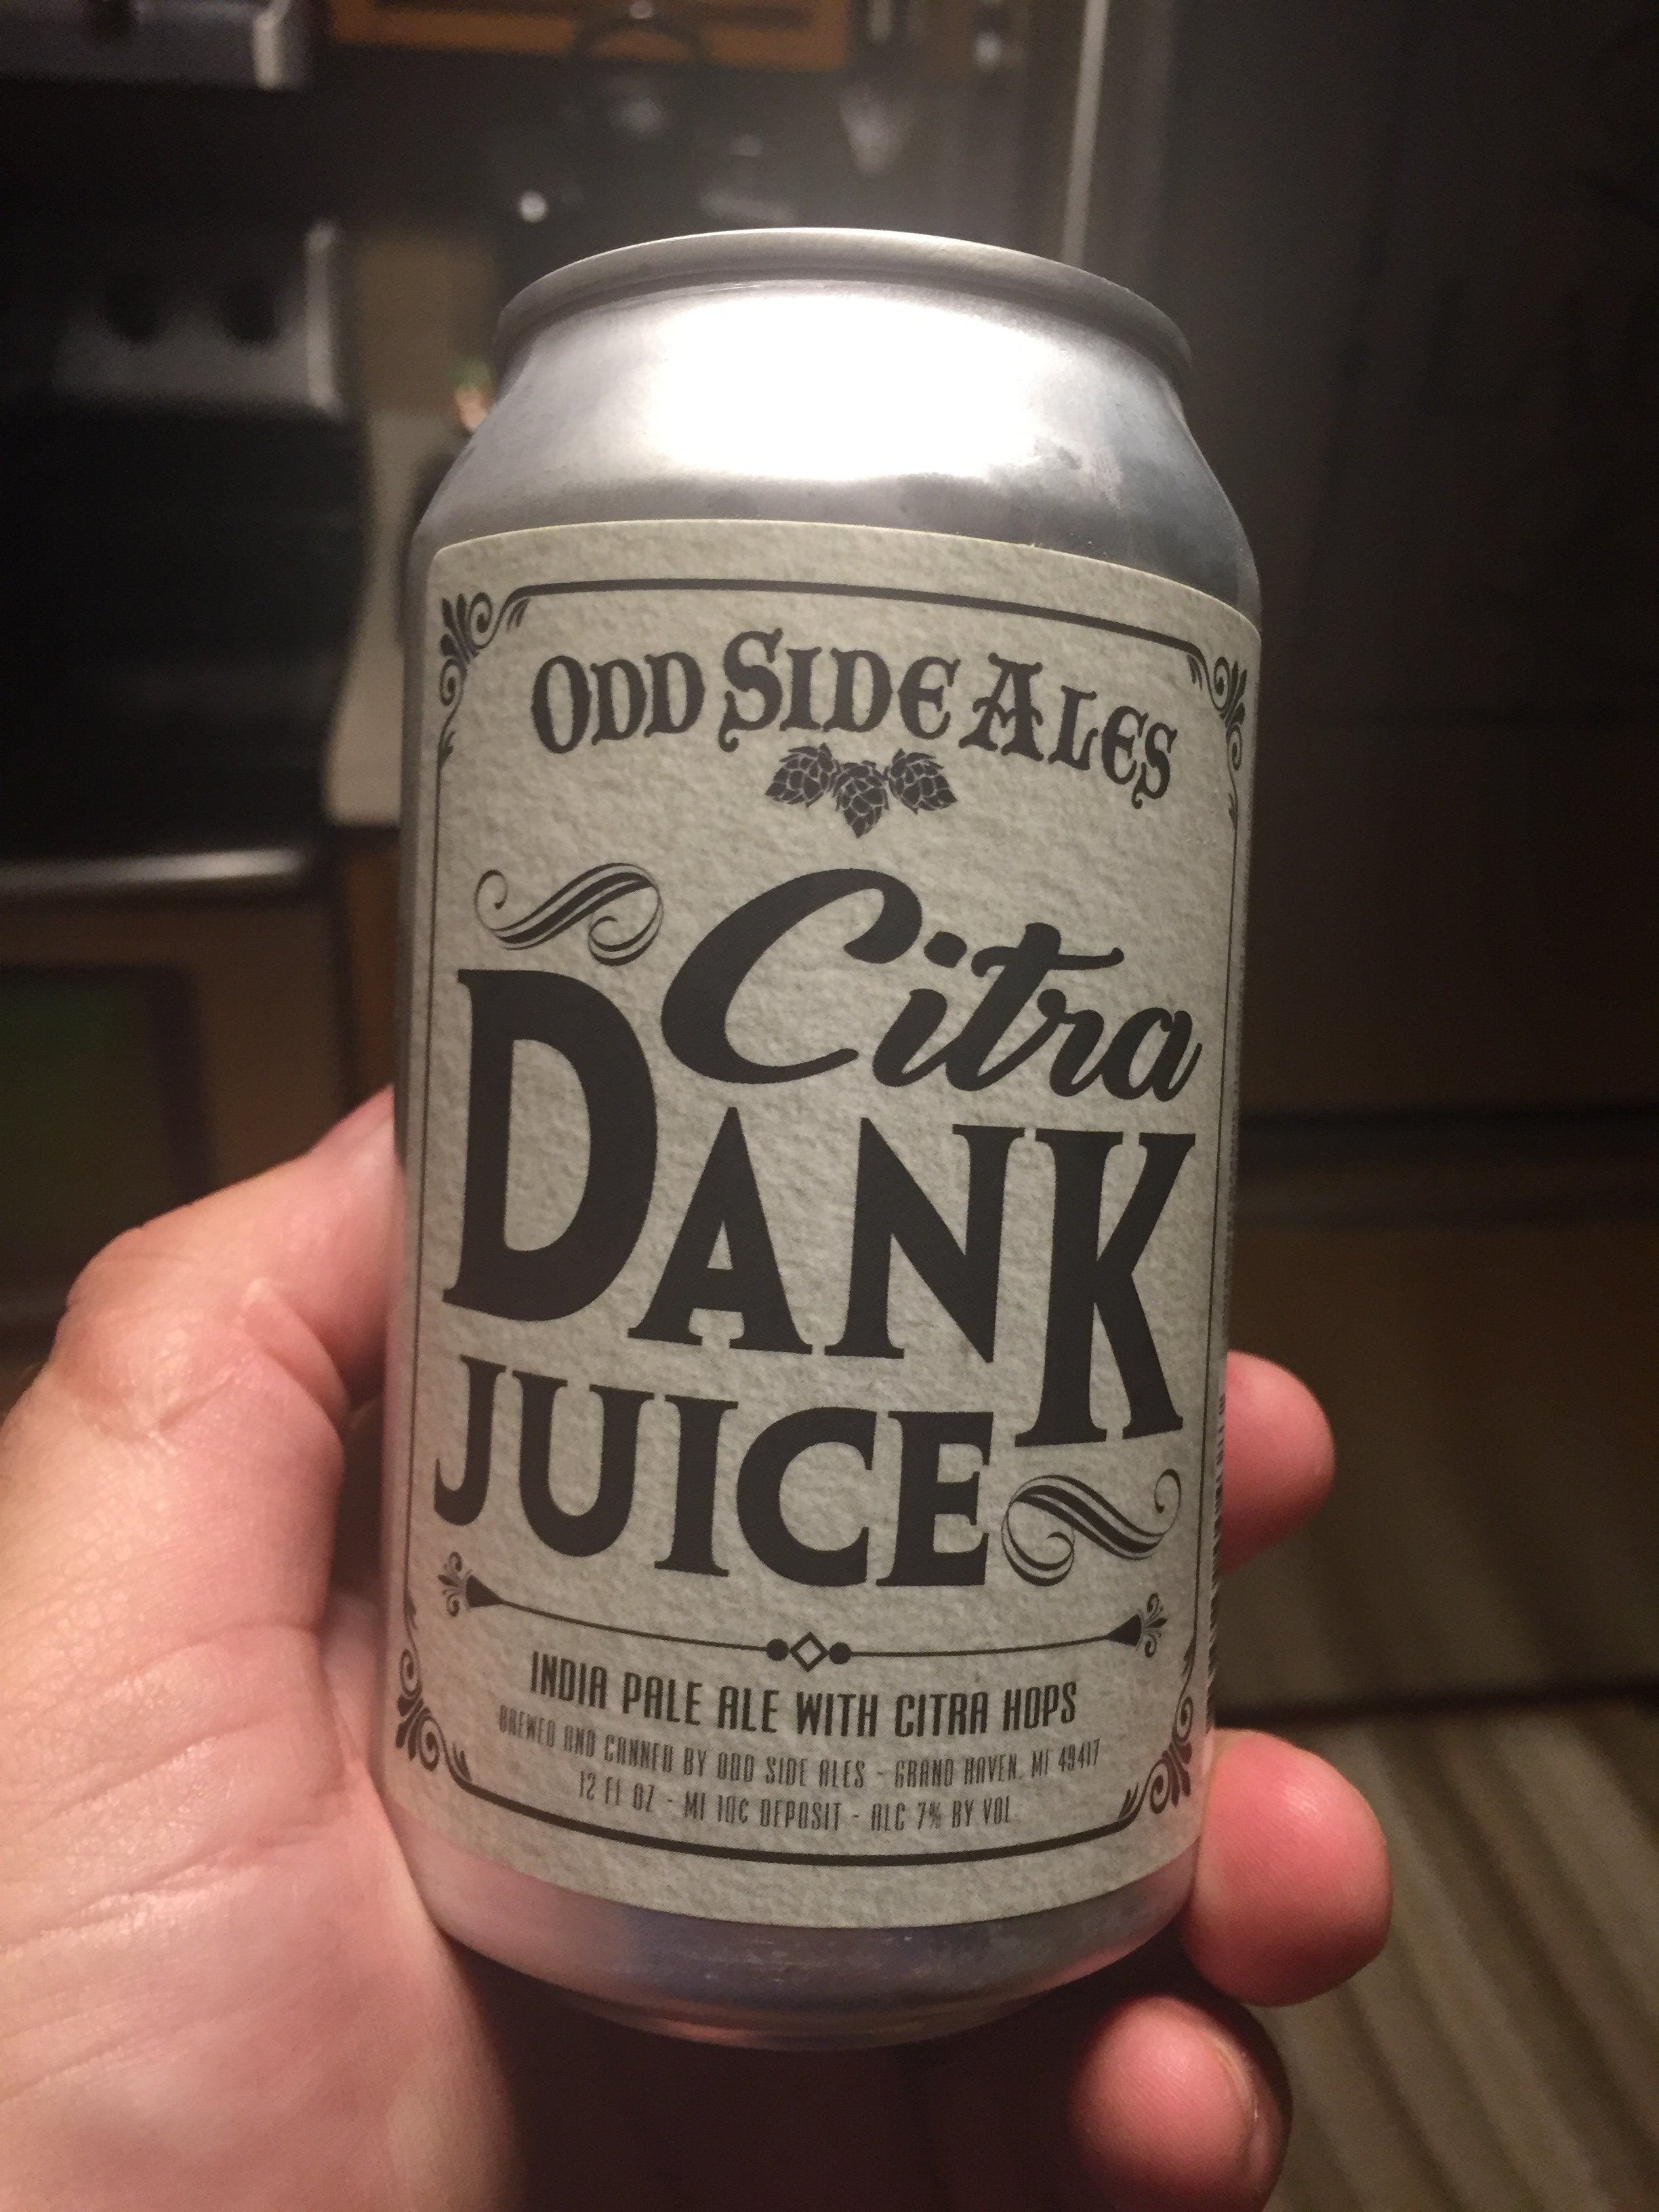 ODD SIDE ALES
Citra
DANK
JUICE
INDIA PALE ALE WITH CITRA HOPS
BREWED AND CANNED BY ODD SIDE ALES - GRAND HAVEN, MI 49417
12 Fl OZ - MI 10¢ DEPOSIT - ALC 7% BY VOL